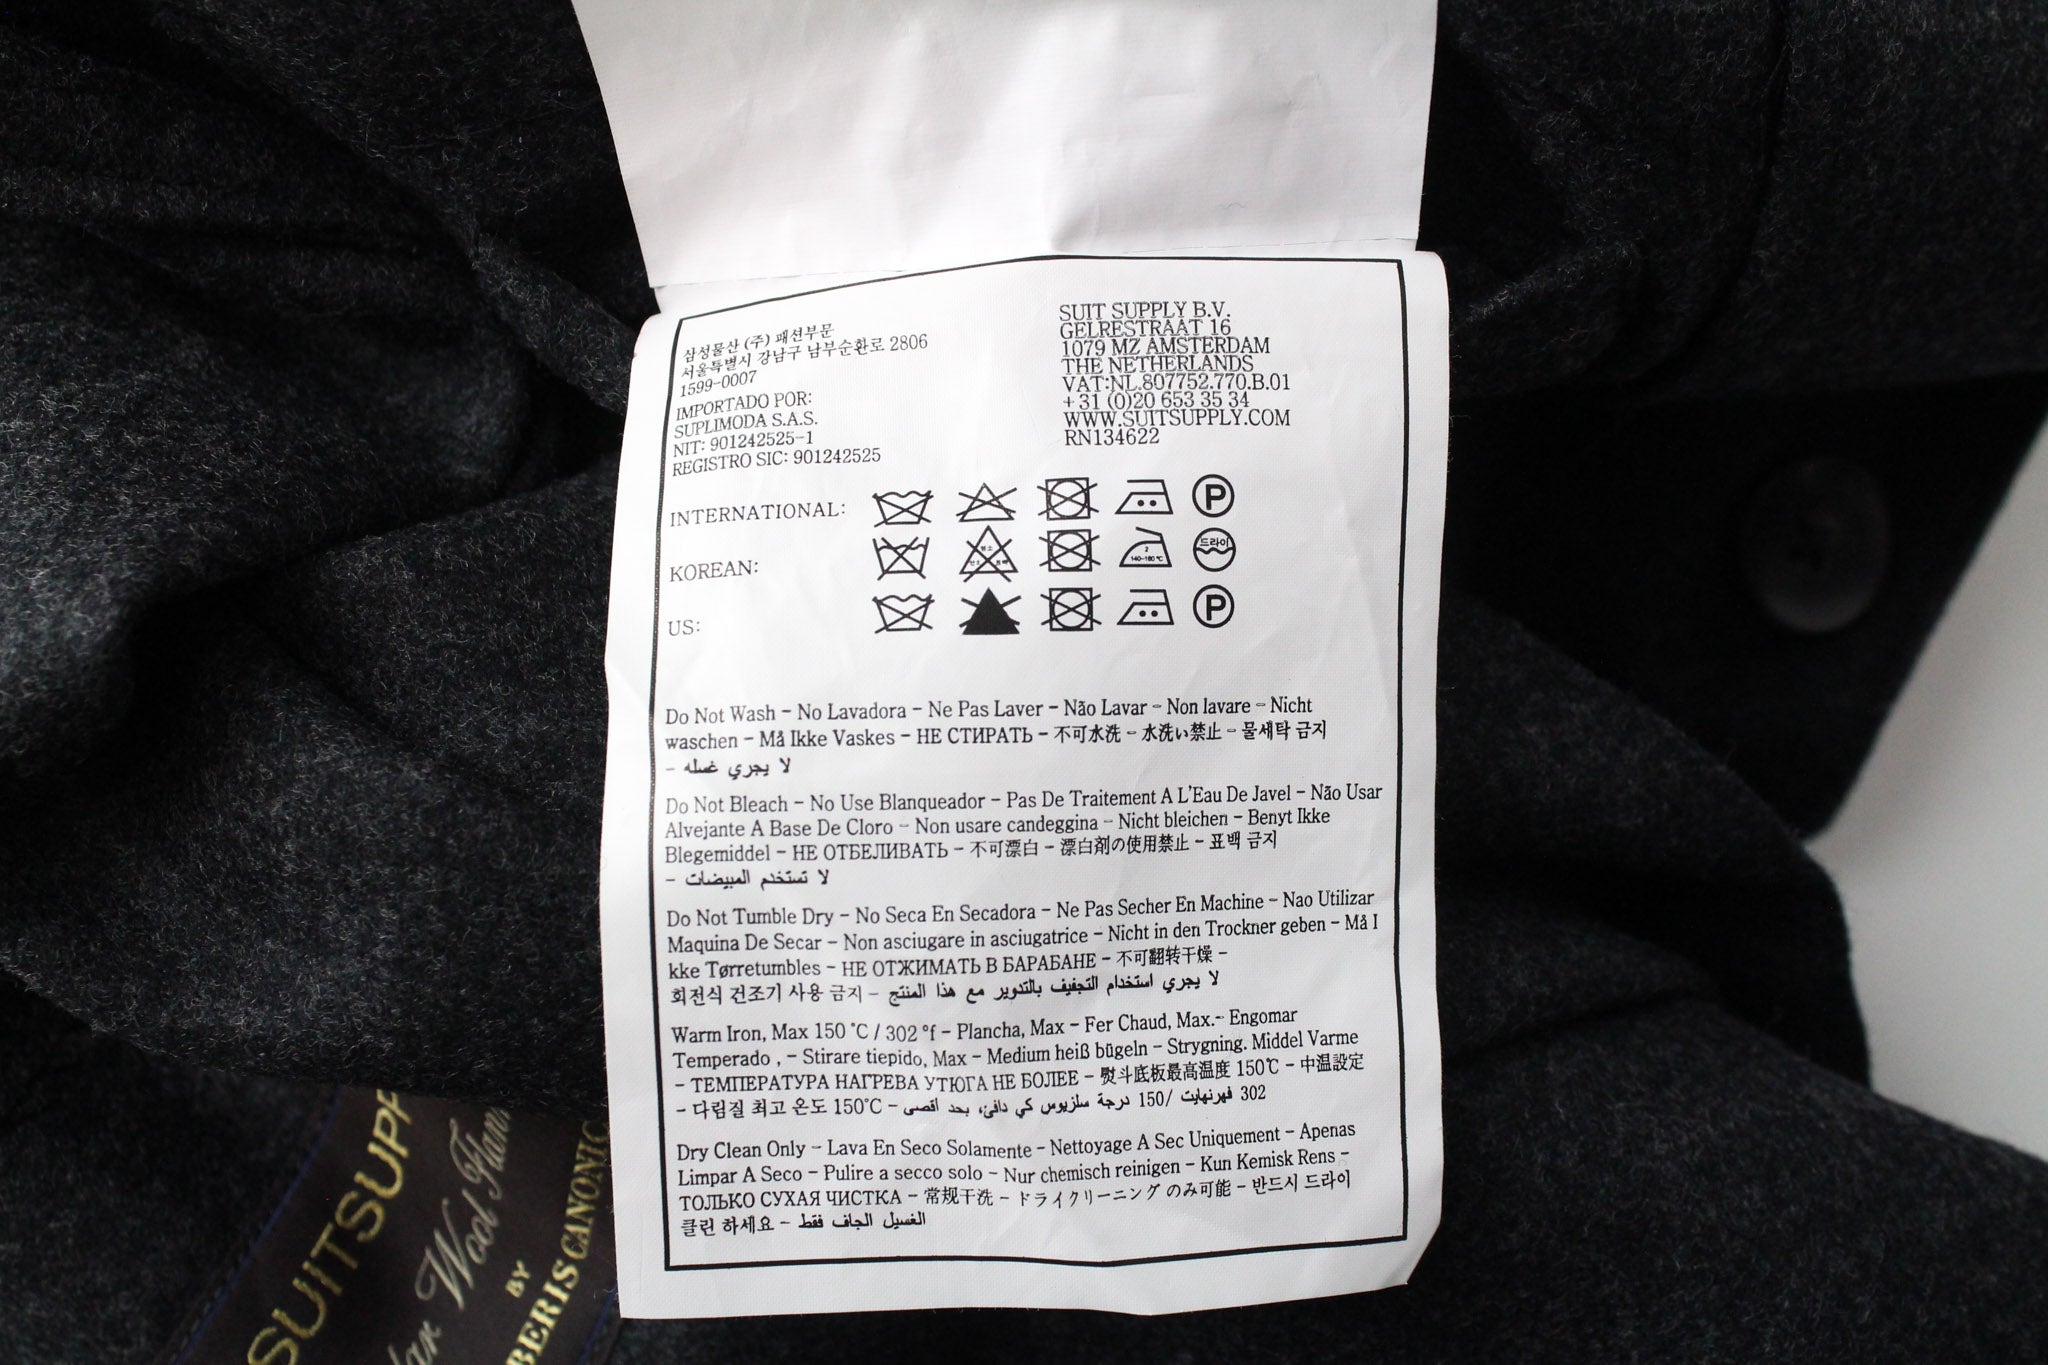 삼성물산 (주) 패션부문
서울특별시 강남구 남부순환로 2806
1599-0007
IMPORTADO POR:
SUPLIMODA S.A.S.
NIT: 901242525-1
REGISTRO SIC: 901242525
SUIT SUPPLY B.V.
GELRESTRAAT 16
1079 MZ AMSTERDAM
THE NETHERLANDS
VAT:NL.807752.770.B.01
+31 (0)20 653 35 34
WWW.SUITSUPPLY.COM
RN134622
INTERNATIONAL:
P
KOREAN:
2
140~160 ℃
드라이
US:
P
Do Not Wash - No Lavadora - Ne Pas Laver - Não Lavar - Non lavare - Nicht
waschen - Må Ikke Vaskes - НЕ СТИРАТЬ - 不可水洗 - 水洗い禁止 - 물세탁 금지
- لا يجري غسله
Do Not Bleach - No Use Blanqueador - Pas De Traitement A L'Eau De Javel - Não Usar
Alvejante A Base De Cloro - Non usare candeggina - Nicht bleichen - Benyt Ikke
Blegemiddel - НЕ ОТБЕЛИВАТЬ - 不可漂白 - 漂白剤の使用禁止 - 표백 금지
- لا تستخدم المبيضات
Do Not Tumble Dry - No Seca En Secadora - Ne Pas Secher En Machine - Nao Utilizar
Maquina De Secar - Non asciugare in asciugatrice - Nicht in den Trockner geben - Må I
kke Tørretumbles - НЕ ОТЖИМАТЬ В БАРАБАНЕ - 不可翻转干燥 -
회전식 건조기 사용 금지 - لا يجري استخدام التجفيف بالتدوير مع هذا المنتج
Warm Iron, Max 150 ℃ / 302 °f - Plancha, Max - Fer Chaud, Max.- Engomar
Temperado , - Stirare tiepido, Max - Medium heiß bügeln - Strygning. Middel Varme
- ТЕМПЕРАТУРА НАГРЕВА УТЮГА НЕ БОЛЕЕ - 熨斗底板最高温度 150℃ - 中温設定
- 다림질 최고 온도 150℃ - 302 فهرنهايت /150 درجة سلزيوس كي دافئ، بحد أقصى
Dry Clean Only - Lava En Seco Solamente - Nettoyage A Sec Uniquement - Apenas
Limpar A Seco - Pulire a secco solo - Nur chemisch reinigen - Kun Kemisk Rens -
ТОЛЬКО СУХАЯ ЧИСТКА - 常规干洗 - ドライクリーニング のみ可能 - 반드시 드라이
클린 하세요 - الغسيل الجاف فقط
SUITSUPP
Wool Flann
BY
BERIS CANONIC